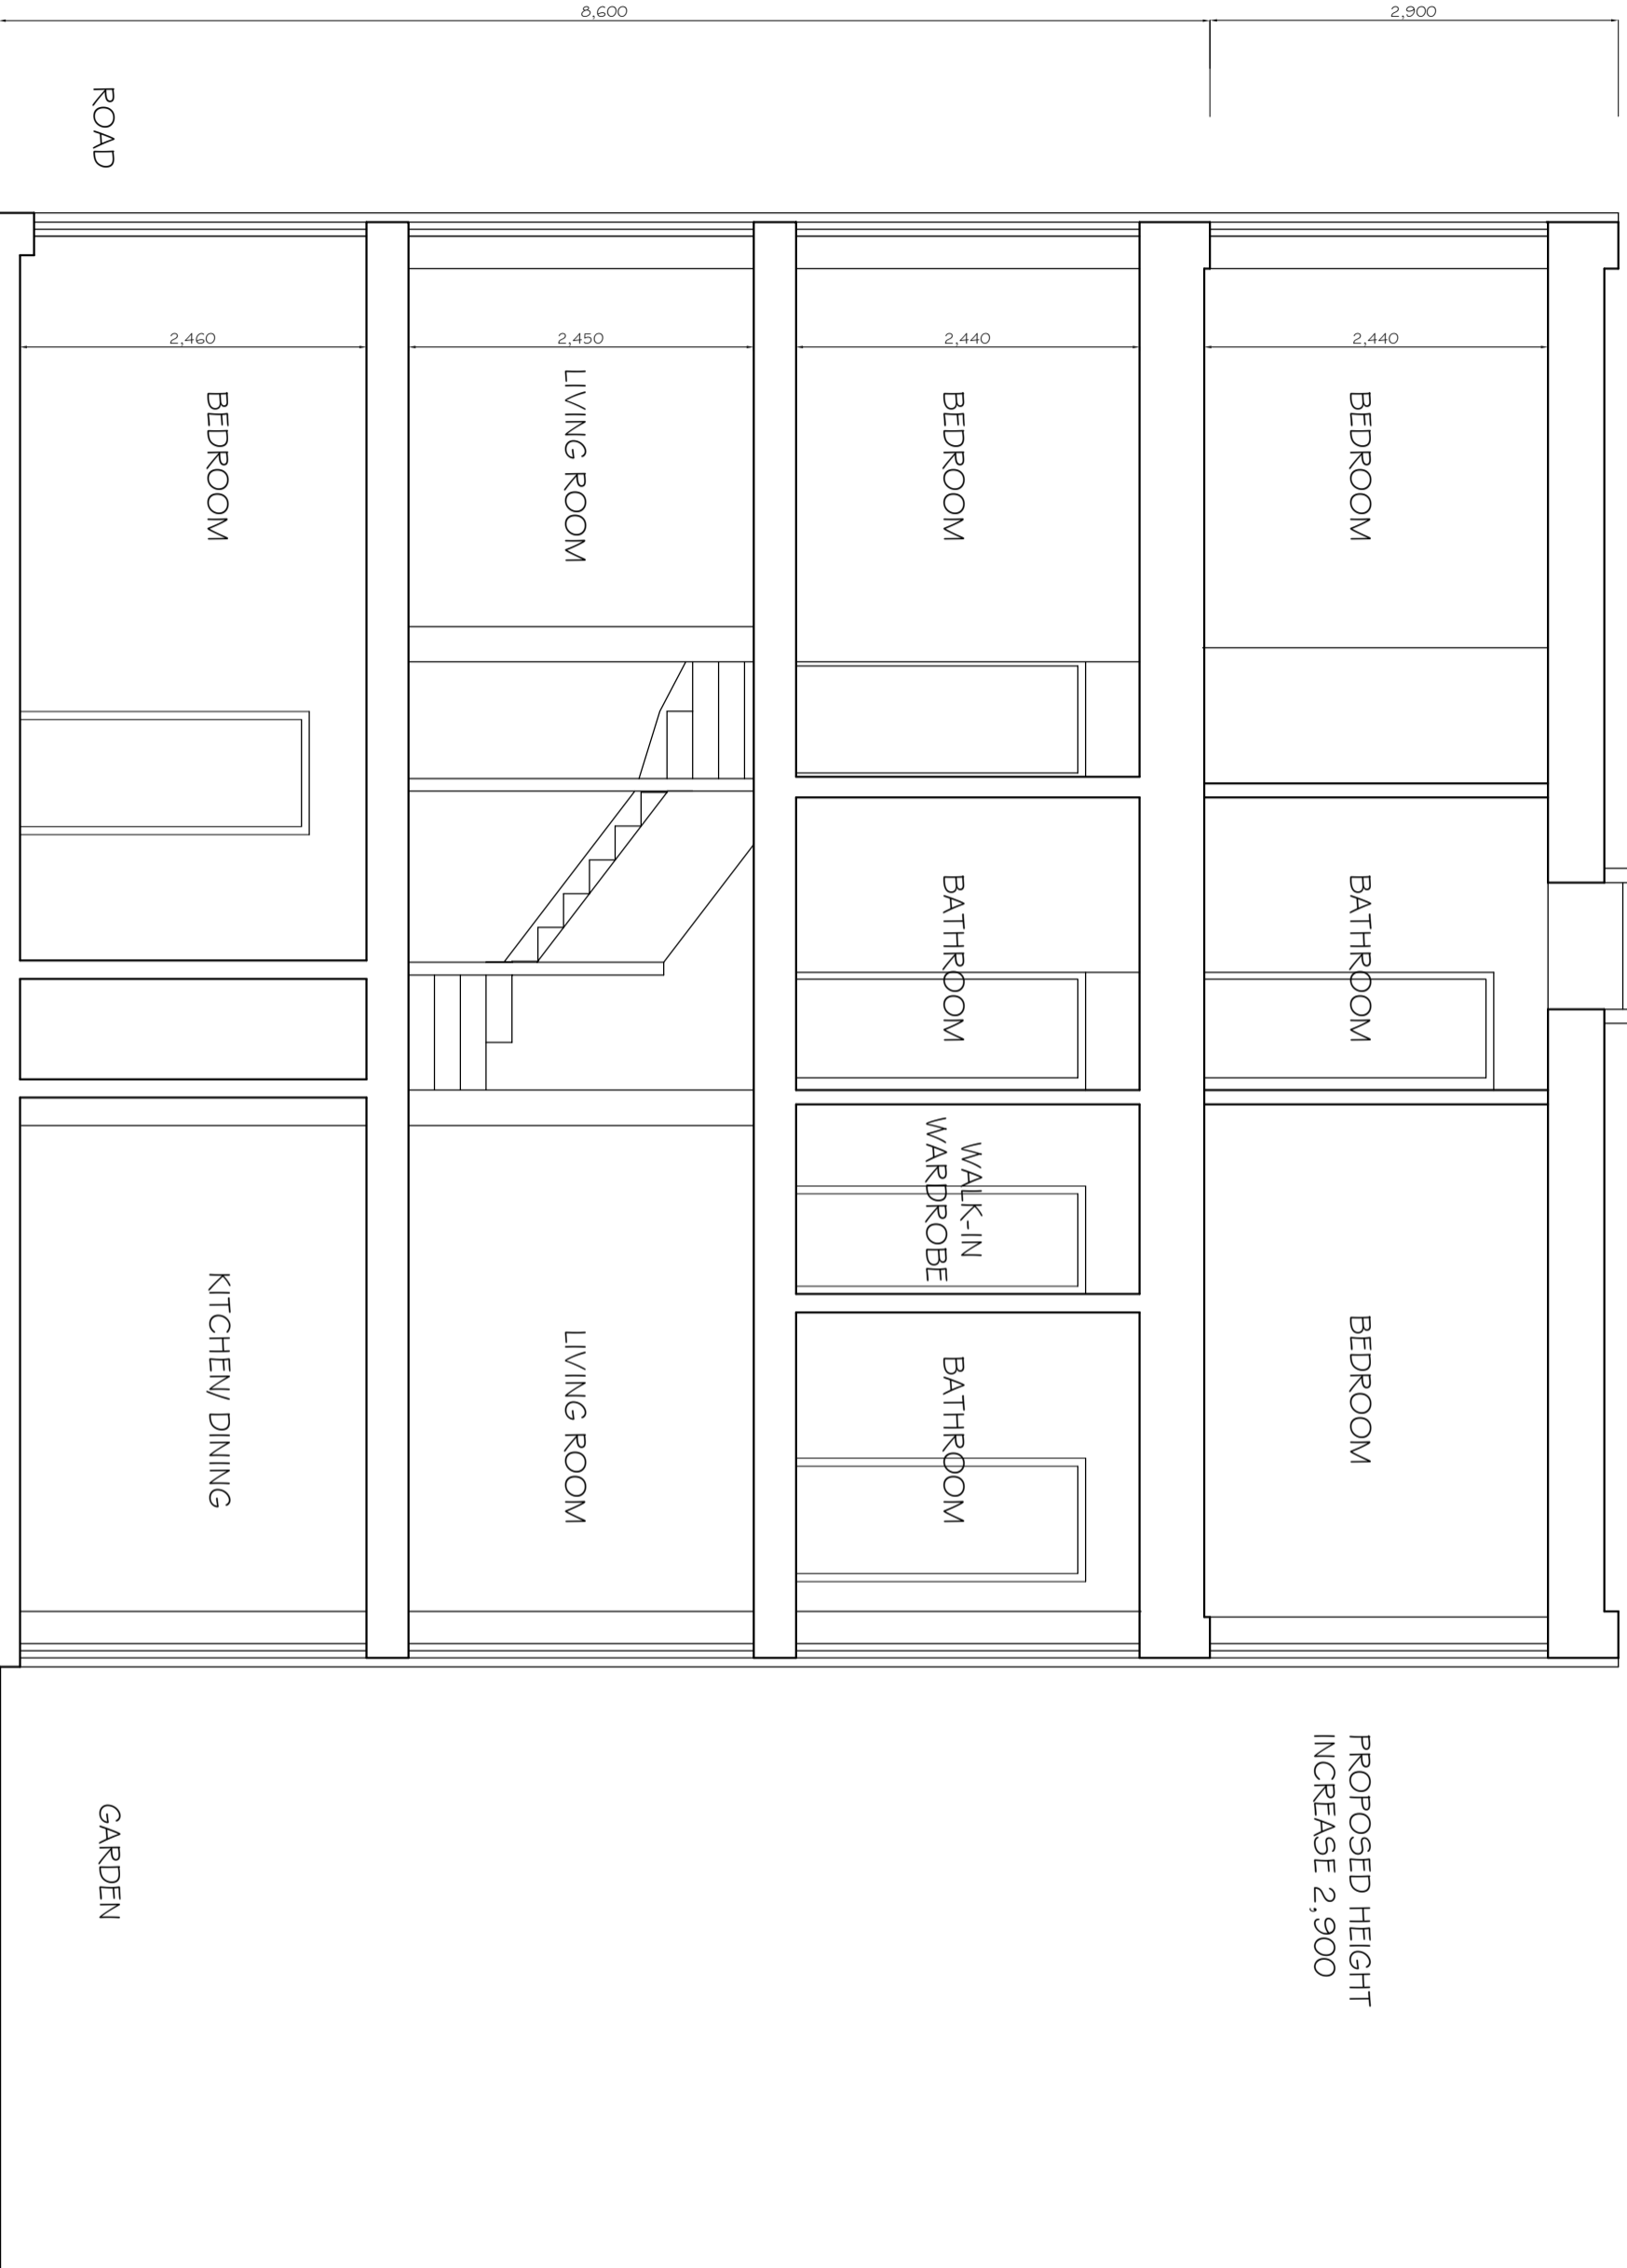 8,600
2,900
ROAD
2,460
2,450
2,440
2,440
BEDROOM
BATHROOM
BEDROOM
PROPOSED HEIGHT
INCREASE 2,900
BEDROOM
BATHROOM
WALK-IN
WARDROBE
BATHROOM
LIVING ROOM
LIVING ROOM
BEDROOM
KITCHEN/ DINING
GARDEN